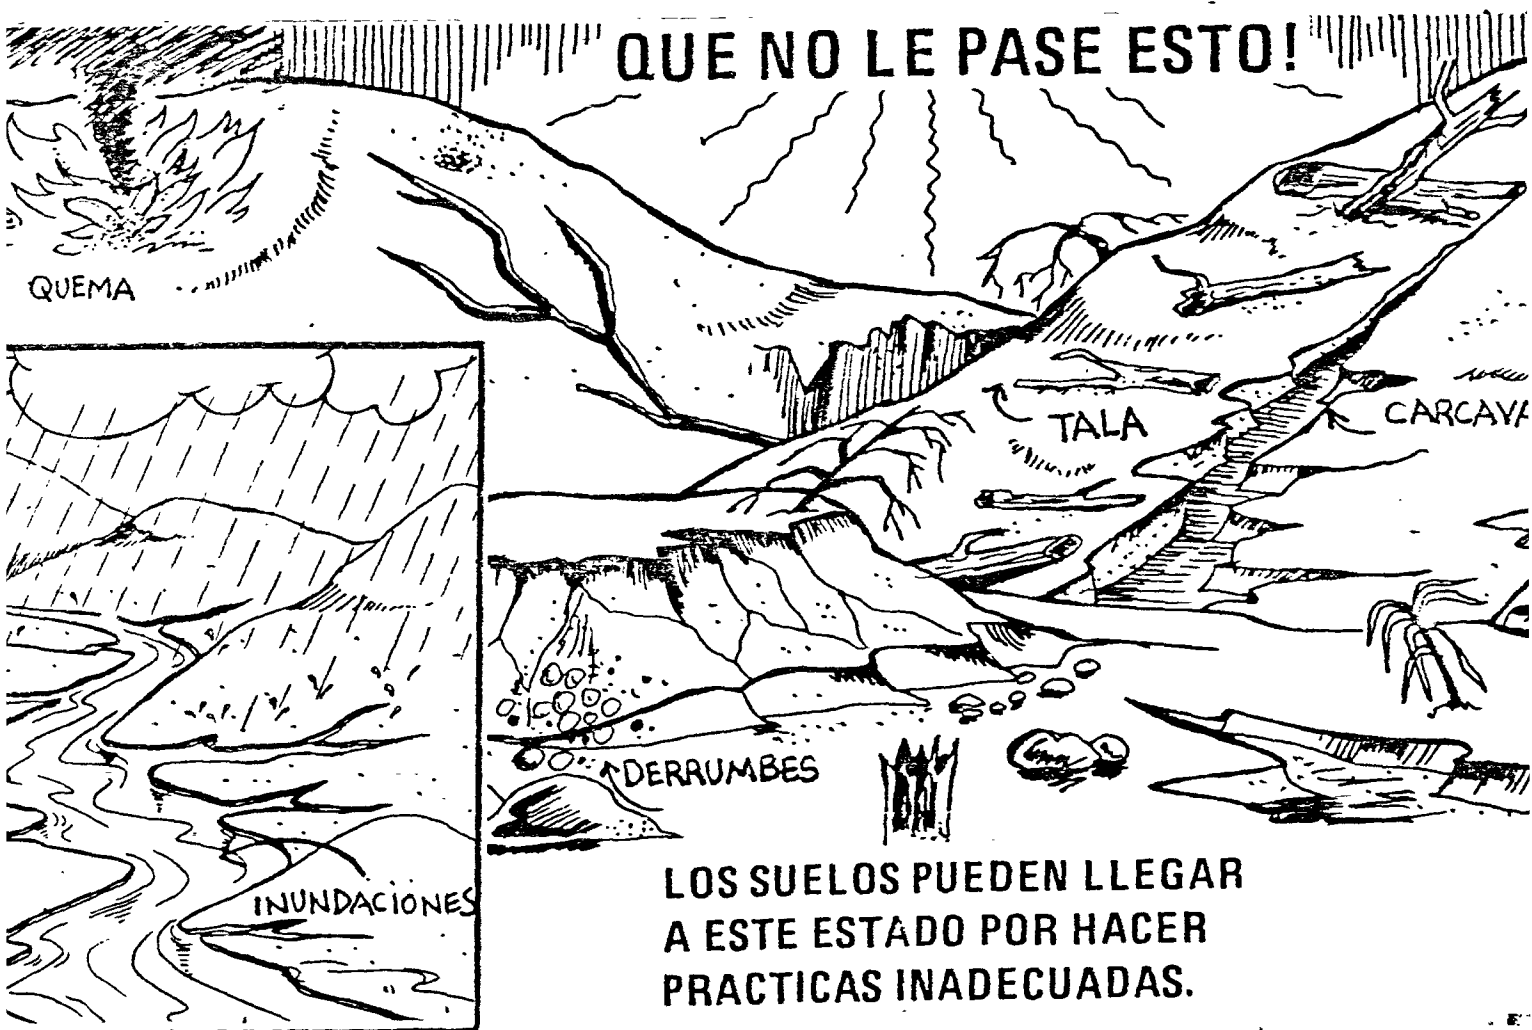 QUE NO LE PASE ESTO!
QUEMA
TALA
CARCAVA
DERRUMBES
INUNDACIONES
LOS SUELOS PUEDEN LLEGAR
A ESTE ESTADO POR HACER
PRACTICAS INADECUADAS.